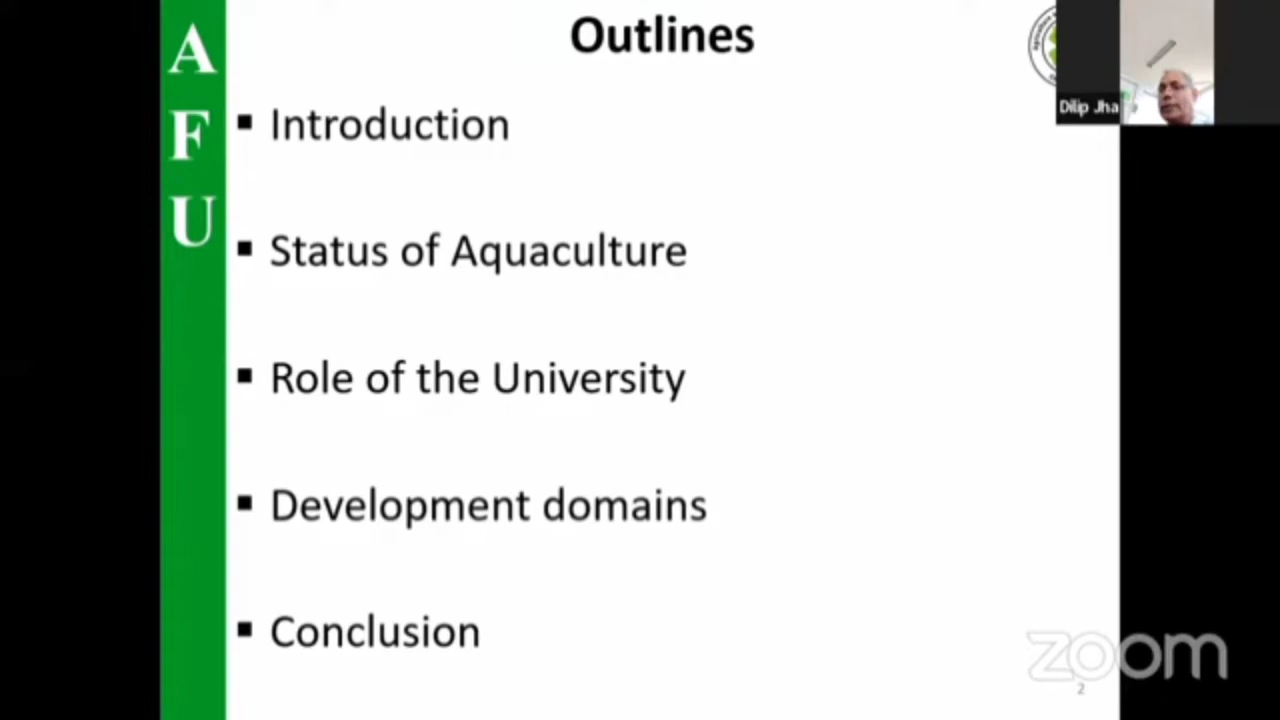 A
F
U
Outlines
▪ Introduction
▪ Status of Aquaculture
▪ Role of the University
▪ Development domains
▪ Conclusion
Dilip Jha
zoom
2